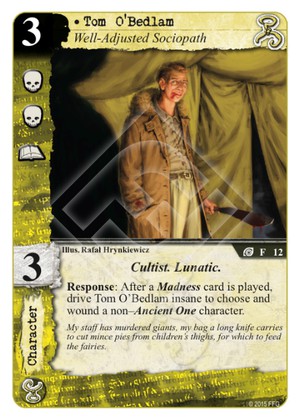 3
• Tom O'Bedlam
Well-Adjusted Sociopath
Illus. Rafał Hrynkiewicz
F 12
3
Cultist. Lunatic.
Response: After a Madness card is played,
drive Tom O'Bedlam insane to choose and
wound a non–Ancient One character.
My staff has murdered giants, my bag a long knife carries
to cut mince pies from children's thighs, for which to feed
the fairies.
Character
© 2015 FFG